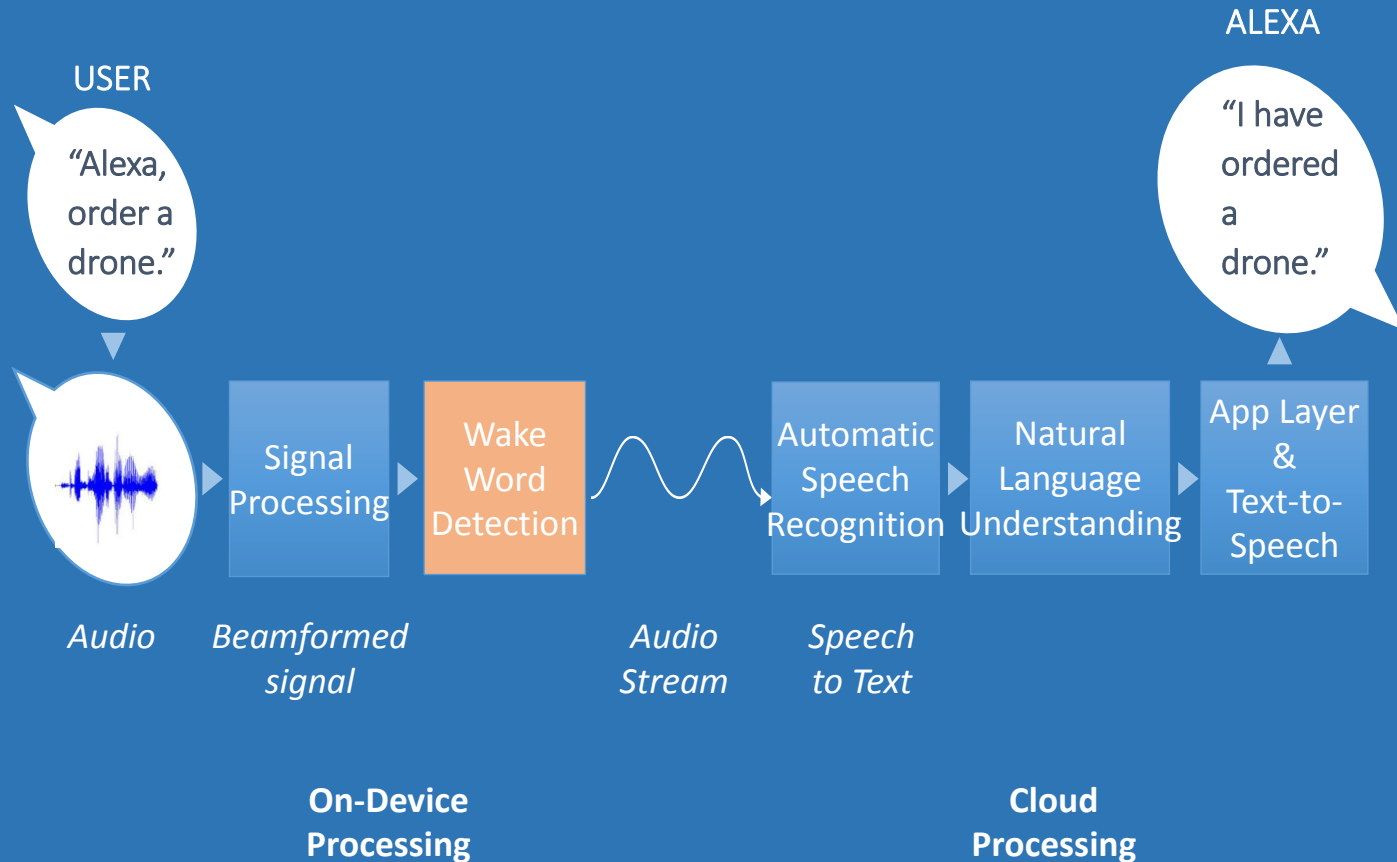 ALEXA
USER
“Alexa,
order a
drone.”
“I have
ordered
a
drone.”
Signal
Processing
Wake
Word
Detection
Automatic
Speech
Recognition
Natural
Language
Understanding
App Layer
&
Text-to-
Speech
Audio
Beamformed
signal
Audio
Stream
Speech
to Text
On-Device
Processing
Cloud
Processing